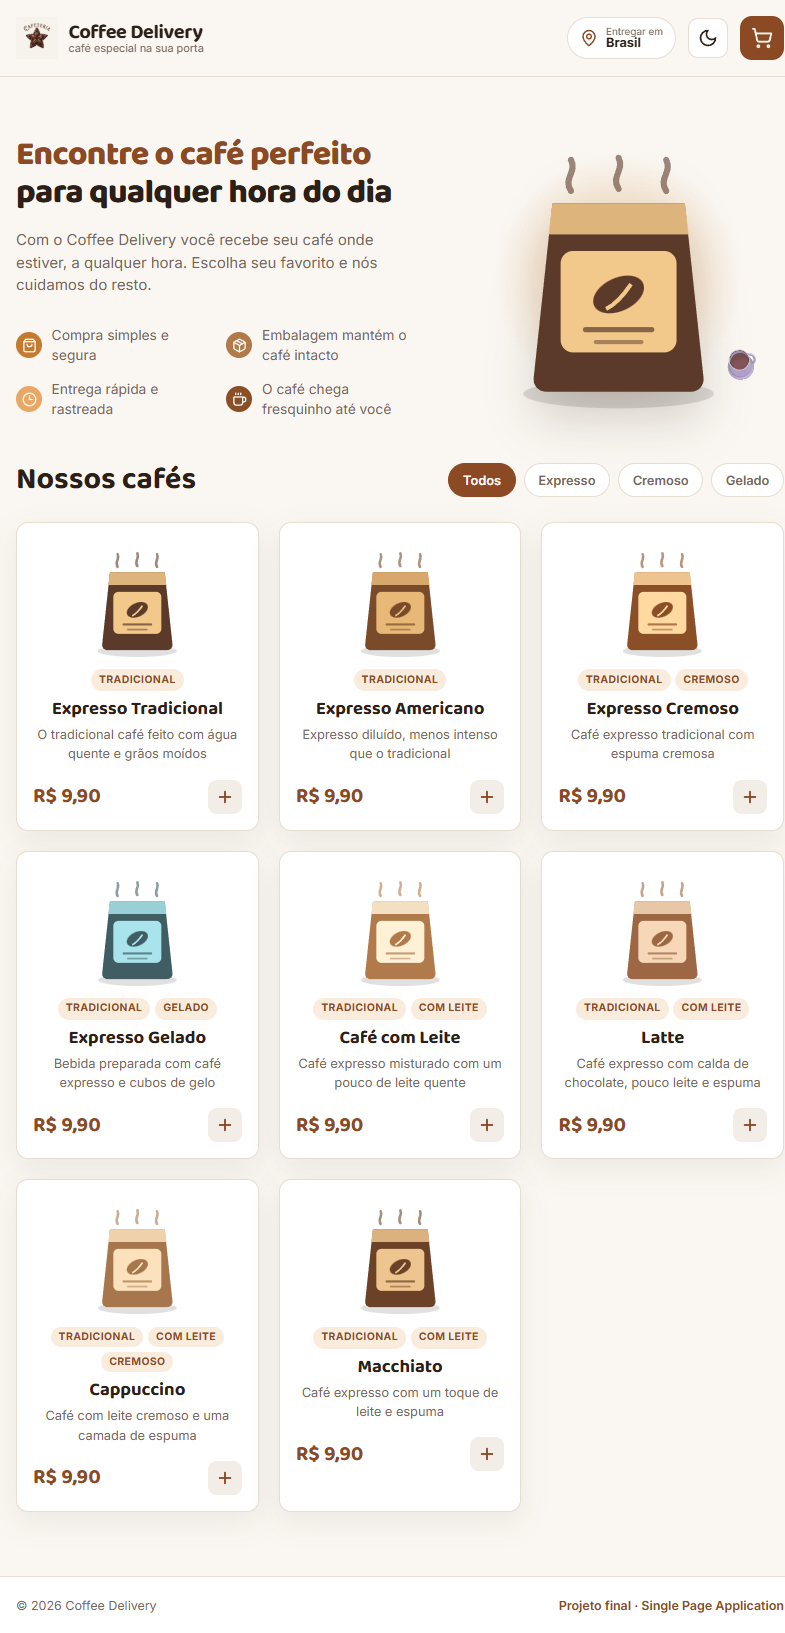 CAFETERIA
Coffee Delivery
café especial na sua porta
Entregar em
Brasil
Encontre o café perfeito
para qualquer hora do dia
Com o Coffee Delivery você recebe seu café onde
estiver, a qualquer hora. Escolha seu favorito e nós
cuidamos do resto.
Compra simples e
segura
Embalagem mantém o
café intacto
Entrega rápida e
rastreada
O café chega
fresquinho até você
Nossos cafés
Todos
Expresso
Cremoso
Gelado
TRADICIONAL
Expresso Tradicional
O tradicional café feito com água
quente e grãos moídos
R$ 9,90
TRADICIONAL
Expresso Americano
Expresso diluído, menos intenso
que o tradicional
R$ 9,90
TRADICIONAL CREMOSO
Expresso Cremoso
Café expresso tradicional com
espuma cremosa
R$ 9,90
TRADICIONAL GELADO
Expresso Gelado
Bebida preparada com café
expresso e cubos de gelo
R$ 9,90
TRADICIONAL COM LEITE
Café com Leite
Café expresso misturado com um
pouco de leite quente
R$ 9,90
TRADICIONAL COM LEITE
Latte
Café expresso com calda de
chocolate, pouco leite e espuma
R$ 9,90
TRADICIONAL COM LEITE
CREMOSO
Cappuccino
Café com leite cremoso e uma
camada de espuma
R$ 9,90
TRADICIONAL COM LEITE
Macchiato
Café expresso com um toque de
leite e espuma
R$ 9,90
© 2026 Coffee Delivery
Projeto final · Single Page Application